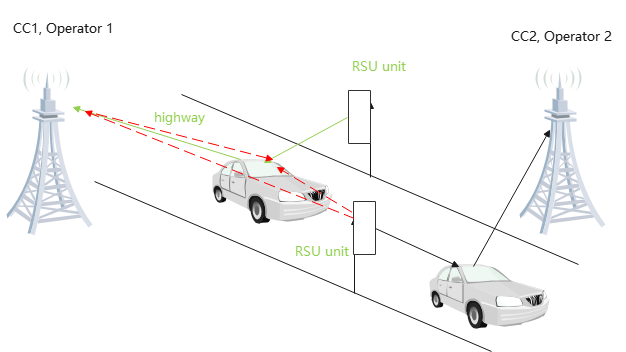 CC1, Operator 1
CC2, Operator 2
RSU unit
highway
RSU unit